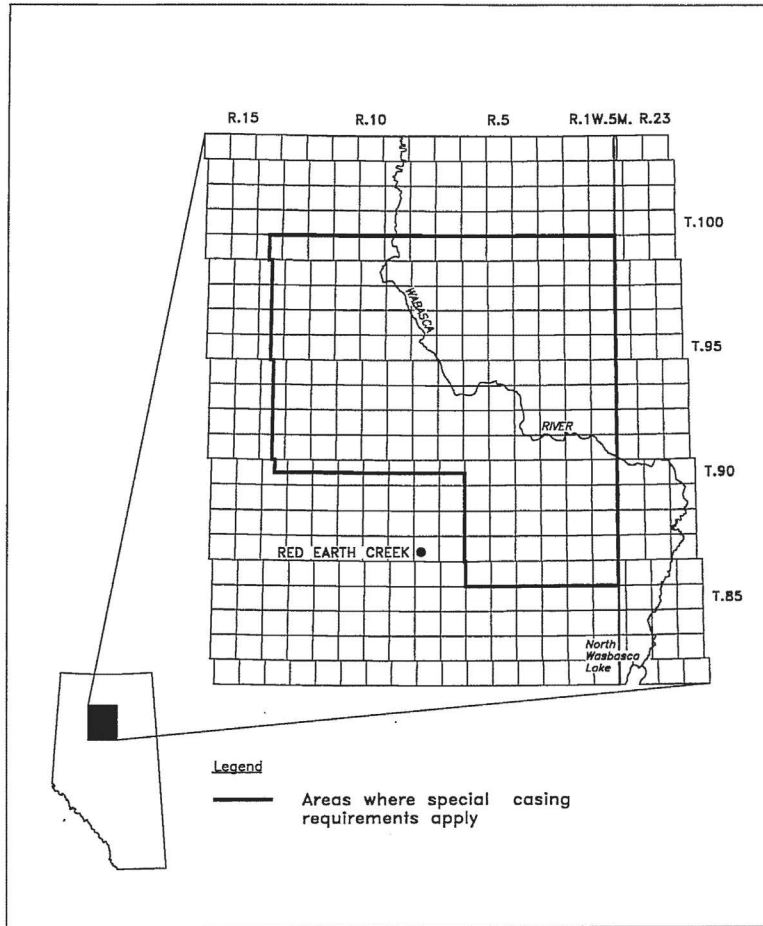 R.15 R.10 R.5 R.1W.5M. R.23
T.100
WABASCA
T.95
RIVER
T.90
RED EARTH CREEK
T.85
North
Wasbasca
Lake
Legend
Areas where special casing
requirements apply